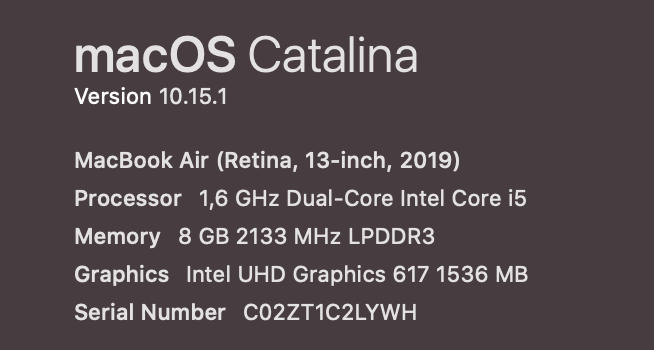 macOS Catalina
Version 10.15.1
MacBook Air (Retina, 13-inch, 2019)
Processor 1,6 GHz Dual-Core Intel Core i5
Memory 8 GB 2133 MHz LPDDR3
Graphics Intel UHD Graphics 617 1536 MB
Serial Number C02ZT1C2LYWH